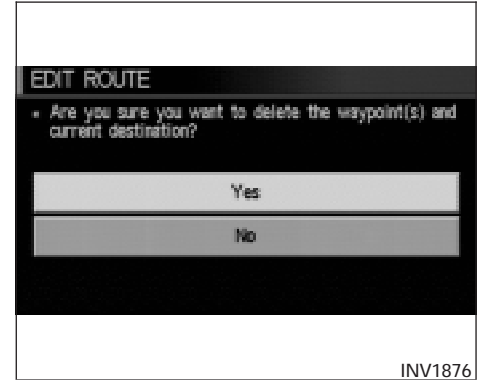 EDIT ROUTE
▪ Are you sure you want to delete the waypoint(s) and
current destination?
Yes
No
INV1876